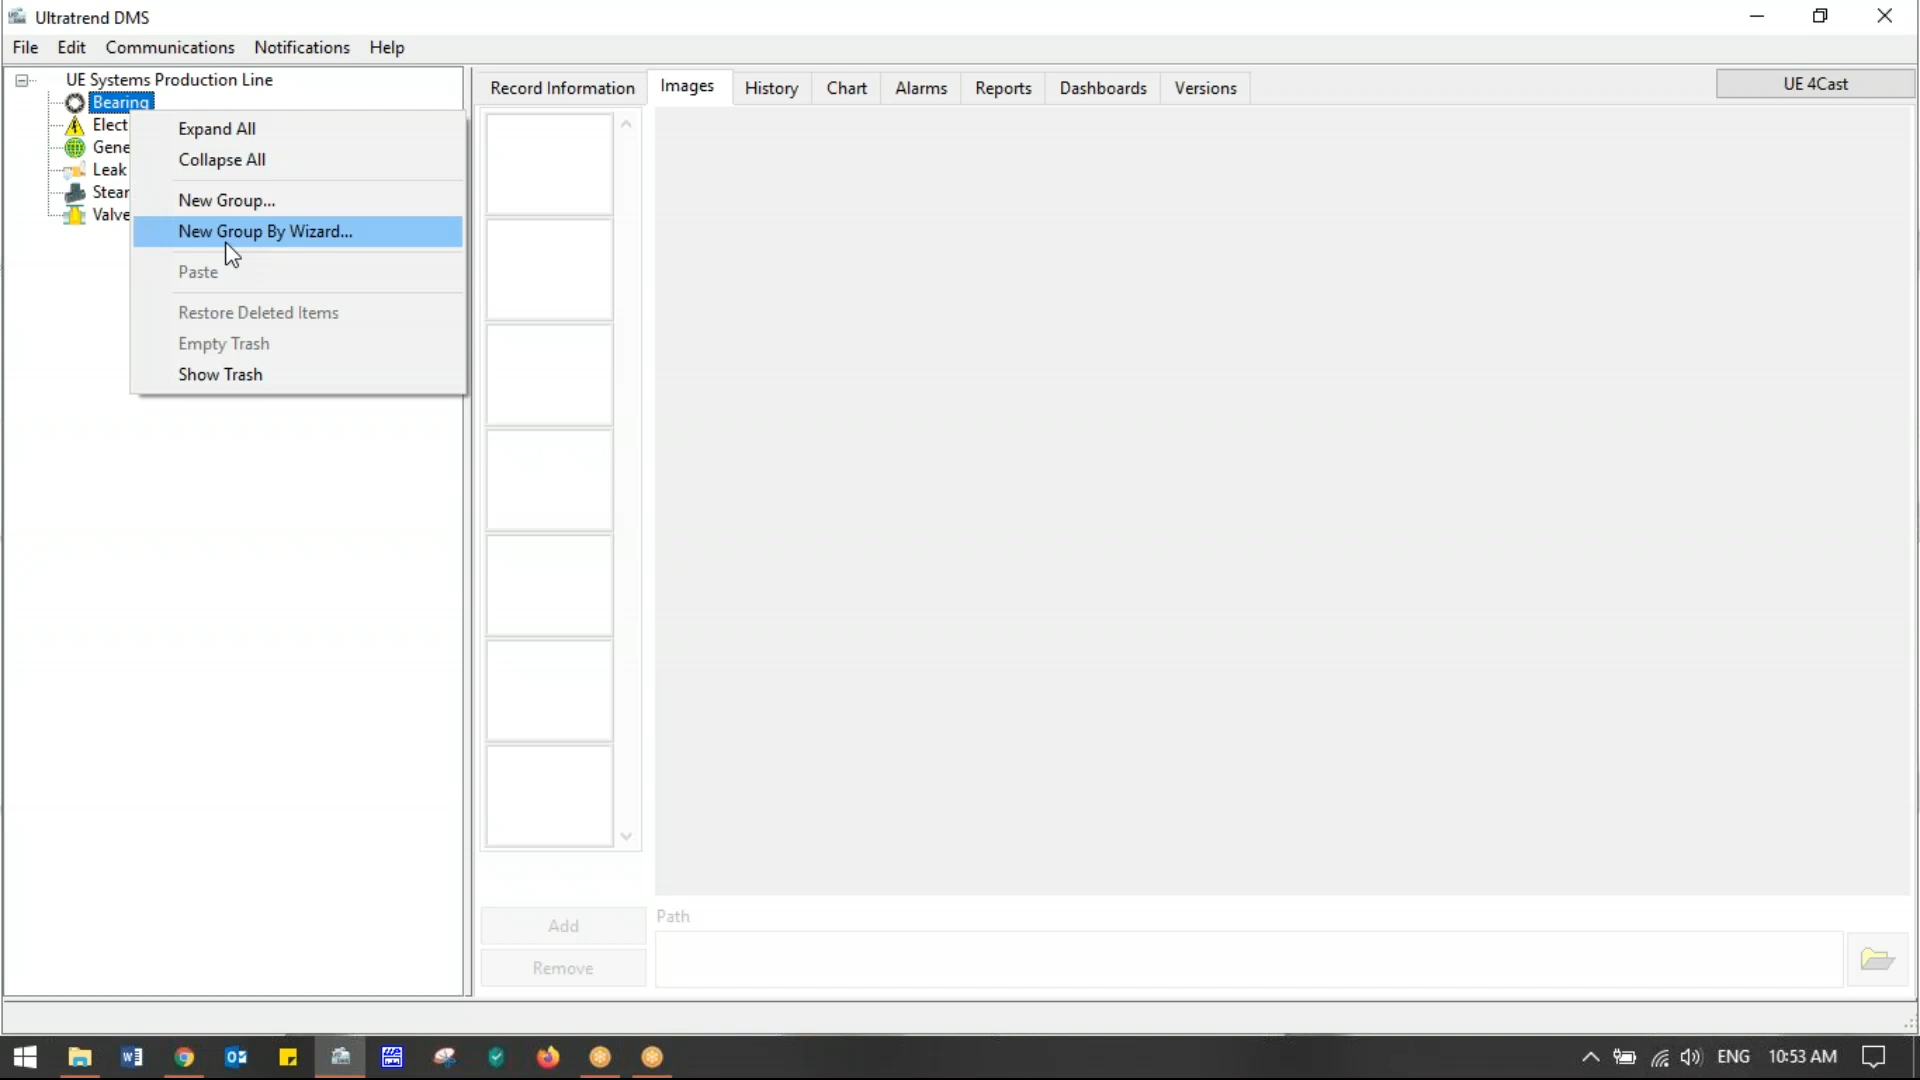 Ultratrend DMS
File Edit Communications Notifications Help
UE Systems Production Line
Bearing
Elect
Gene
Leak
Stear
Valve
Expand All
Collapse All
New Group...
New Group By Wizard...
Paste
Restore Deleted Items
Empty Trash
Show Trash
Record Information Images History Chart Alarms Reports Dashboards Versions
UE 4Cast
Add
Remove
Path
ENG 10:53 AM